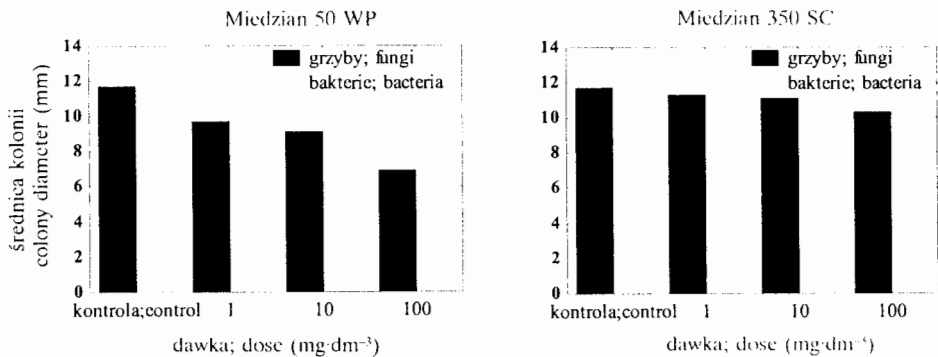 Miedzian 50 WP
14
12
10
8
6
4
2
0
średnica kolonii
colony diameter (mm)
grzyby; fungi
bakterie; bacteria
kontrola;control 1 10 100
dawka; dose (mg·dm⁻³)
Miedzian 350 SC
14
12
10
8
6
4
2
0
grzyby; fungi
bakterie; bacteria
kontrola;control 1 10 100
dawka; dose (mg·dm⁻³)